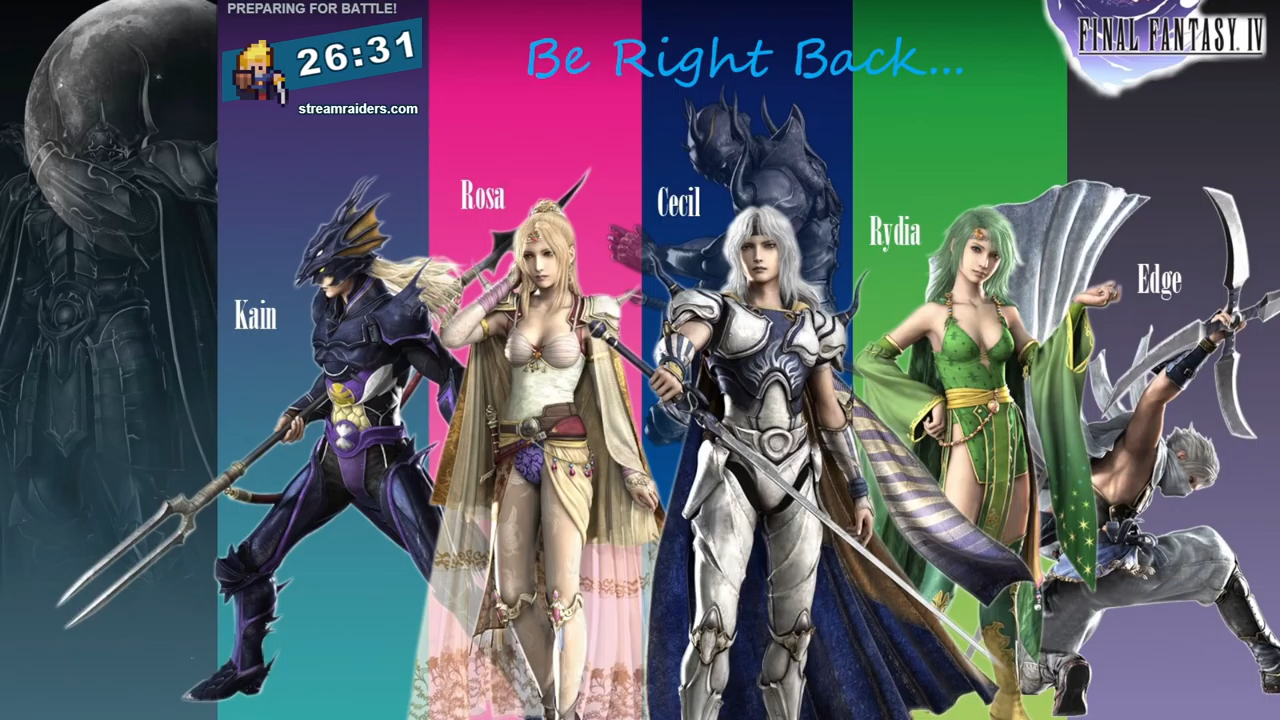 PREPARING FOR BATTLE!
26:31
streamraiders.com
Be Right Back...
FINAL FANTASY IV
Kain
Rosa
Cecil
Rydia
Edge